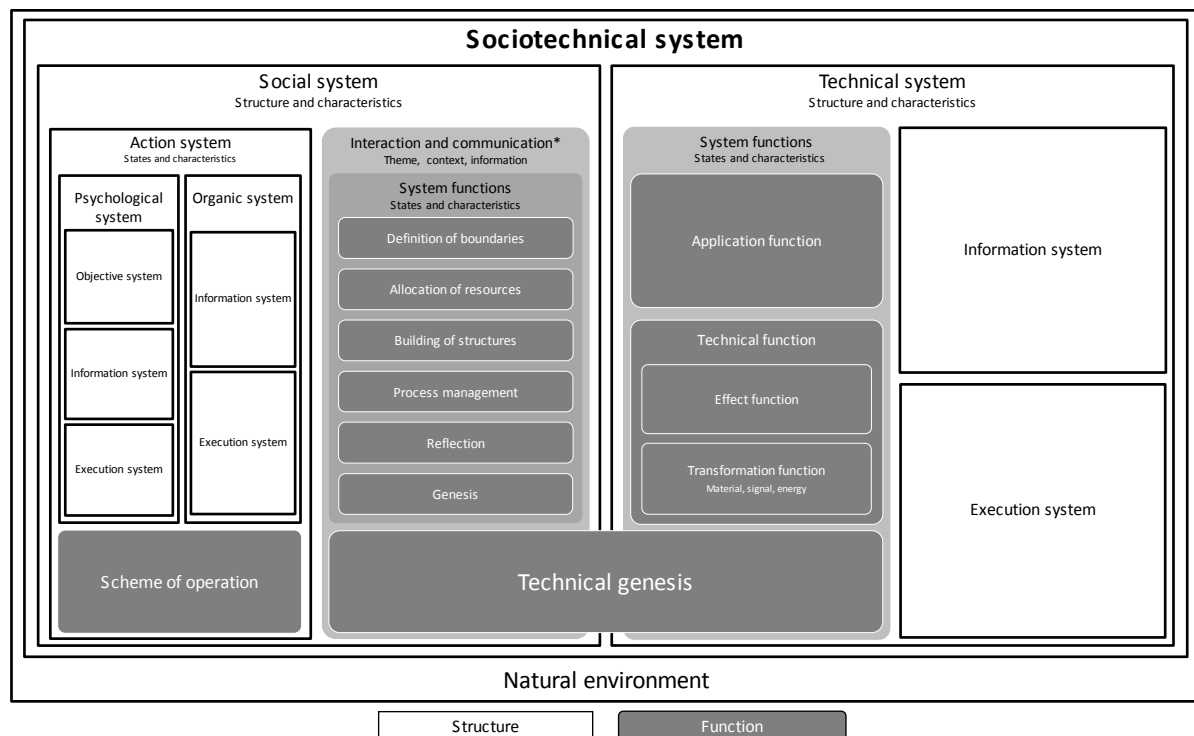 Sociotechnical system
Social system
Structure and characteristics
Action system
States and characteristics
Psychological
system
Objective system
Information system
Execution system
Organic system
Information system
Execution system
Scheme of operation
Interaction and communication*
Theme, context, information
System functions
States and characteristics
Definition of boundaries
Allocation of resources
Building of structures
Process management
Reflection
Genesis
Technical genesis
Technical system
Structure and characteristics
System functions
States and characteristics
Application function
Technical function
Effect function
Transformation function
Material, signal, energy
Information system
Execution system
Natural environment
Structure
Function